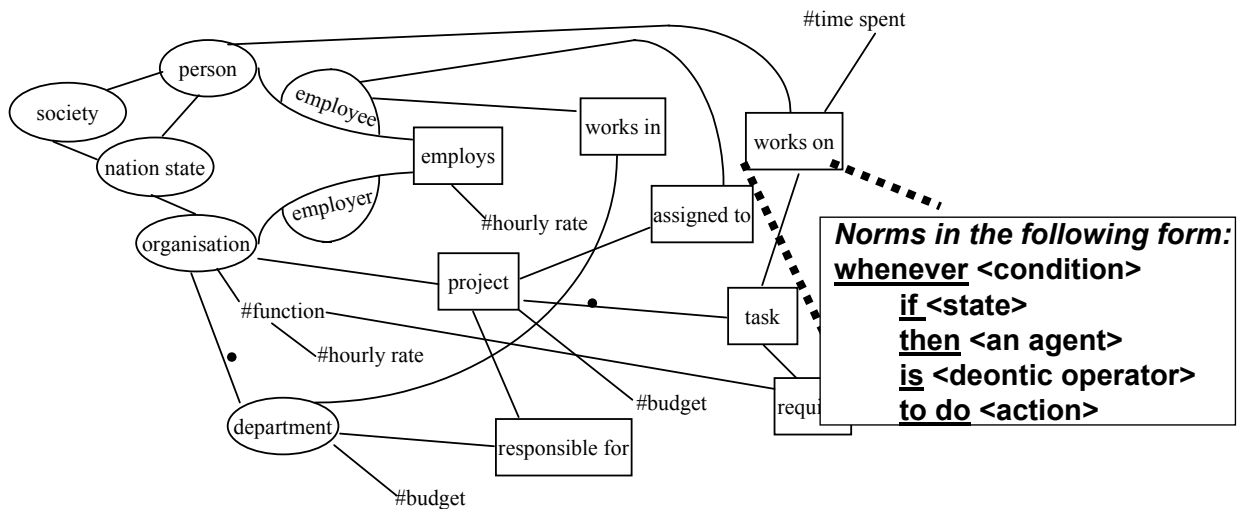 #time spent
person
society
employee
works in
works on
employs
nation state
employer
assigned to
#hourly rate
organisation
project
#function
task
#hourly rate
#budget
department
responsible for
#budget
Norms in the following form:
whenever <condition>
if <state>
then <an agent>
is <deontic operator>
to do <action>